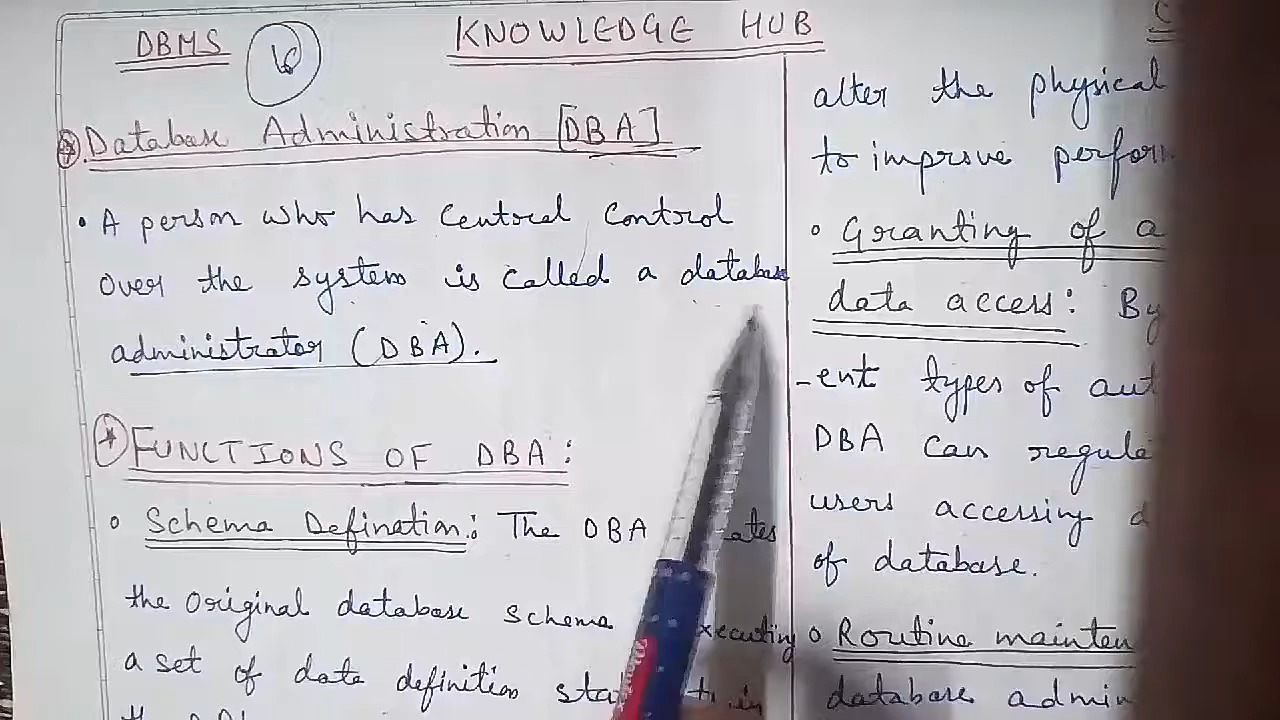 DBMS
KNOWLEDGE HUB
Database Administration [DBA]
• A person who has central control
over the system is called a database
administrator (DBA).
FUNCTIONS OF DBA:
Schema Defination: The DBA
the original database schema executing
a set of data definition in
alter the physical
to improve
Granting of a
data access: By
-ent types of
DBA can
users accessing
of database.
Routine
database